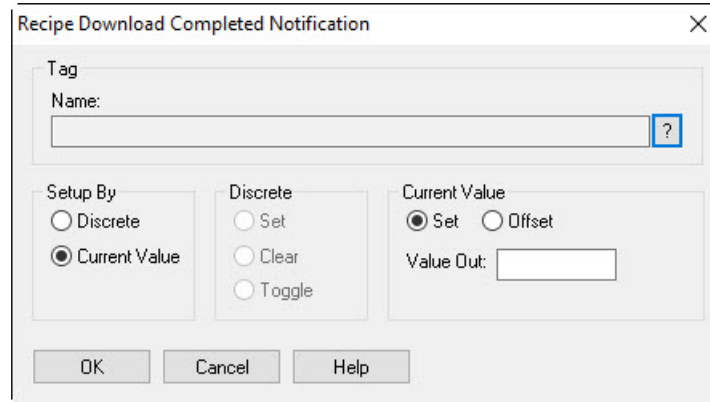 Recipe Download Completed Notification
Tag
Name:
?
Setup By
Discrete
Current Value
Discrete
Set
Clear
Toggle
Current Value
Set Offset
Value Out:
OK Cancel Help